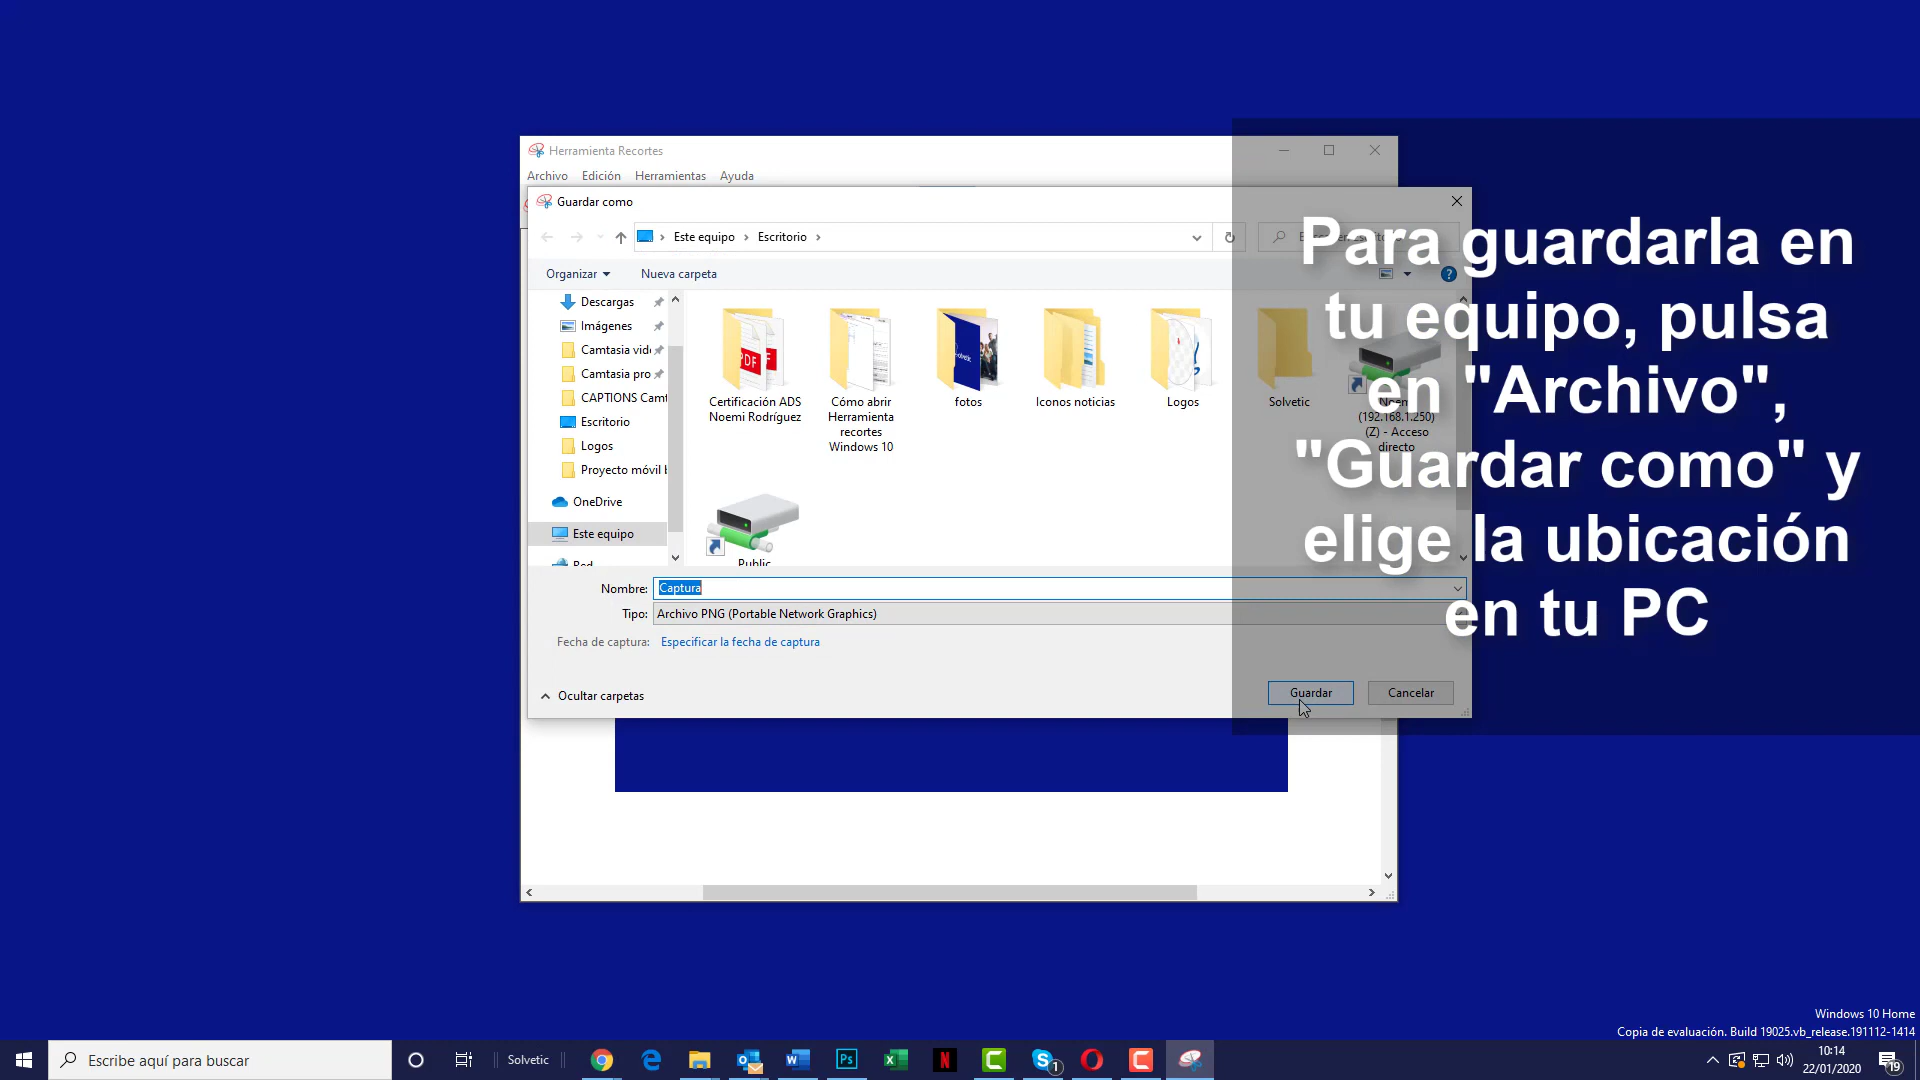 Herramienta Recortes
Archivo Edición Herramientas Ayuda
Guardar como
Este equipo > Escritorio >
Organizar Nueva carpeta
Descargas
Imágenes
Camtasia vid
Camtasia pro
CAPTIONS Camt
Escritorio
Logos
Proyecto móvil b
OneDrive
Este equipo
Red
Certificación ADS
Noemi Rodríguez
Cómo abrir
Herramienta
recortes
Windows 10
fotos
Iconos noticias
Logos
Solvetic
(192.168.1.250)
(Z) - Acceso
directo
Public
Nombre: Captura
Tipo: Archivo PNG (Portable Network Graphics)
Fecha de captura: Especificar la fecha de captura
Ocultar carpetas
Guardar Cancelar
Para guardarla en
tu equipo, pulsa
en "Archivo",
"Guardar como" y
elige la ubicación
en tu PC
Windows 10 Home
Copia de evaluación. Build 19025.vb_release.191112-1414
Escribe aquí para buscar
Solvetic
10:14
22/01/2020
19